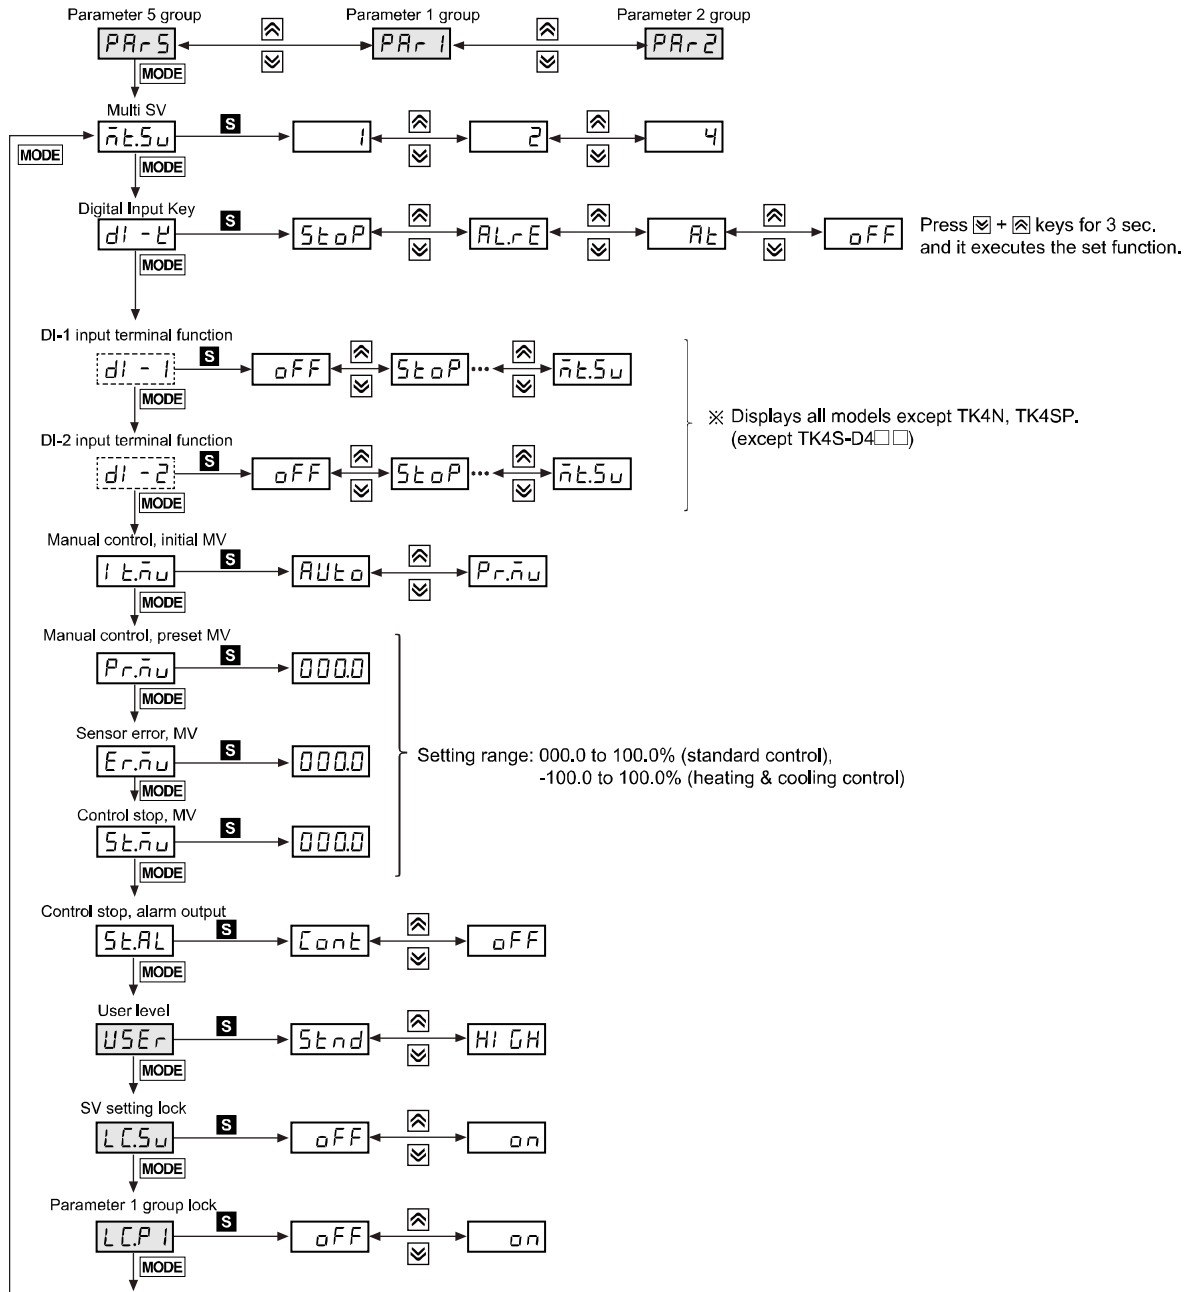 Parameter 5 group
Parameter 1 group
Parameter 2 group
PAr5
PAr1
PAr2
MODE
Multi SV
MODE
m̄t.Sv
S
1
2
4
MODE
Digital Input Key
dI-K
S
StoP
AL.rE
At
oFF
Press + keys for 3 sec.
and it executes the set function.
MODE
DI-1 input terminal function
dI-1
S
oFF
StoP
...
m̄t.Sv
MODE
※ Displays all models except TK4N, TK4SP.
(except TK4S-D4□□)
DI-2 input terminal function
dI-2
S
oFF
StoP
...
m̄t.Sv
MODE
Manual control, initial MV
It.m̄v
S
AUto
Pr.m̄v
MODE
Manual control, preset MV
Pr.m̄v
S
000.0
MODE
Sensor error, MV
Er.m̄v
S
000.0
MODE
Setting range: 000.0 to 100.0% (standard control),
-100.0 to 100.0% (heating & cooling control)
Control stop, MV
St.m̄v
S
000.0
MODE
Control stop, alarm output
St.AL
S
Cont
oFF
MODE
User level
USEr
S
Stnd
HIGH
MODE
SV setting lock
LC.Sv
S
oFF
on
MODE
Parameter 1 group lock
LC.P1
S
oFF
on
MODE